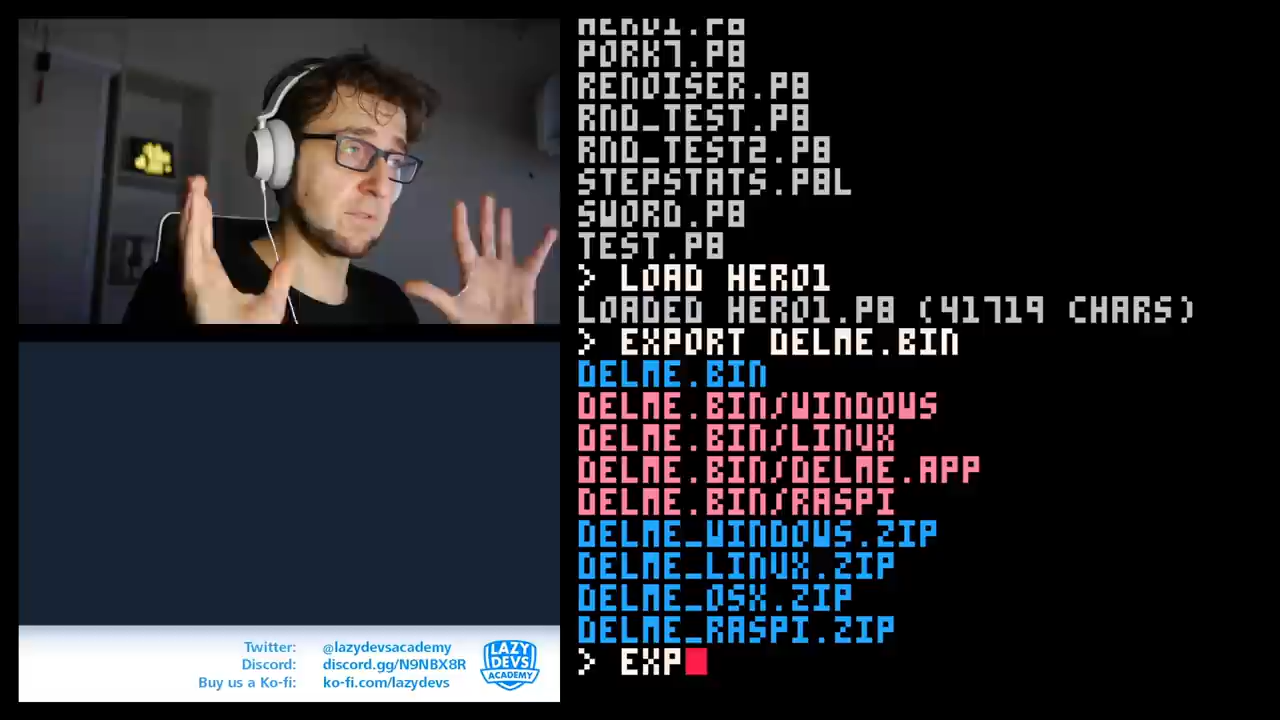 HERO1.P8
PORK7.P8
RENOISER.P8
RND_TEST.P8
RND_TEST2.P8
STEPSTATS.P8L
SWORD.P8
TEST.P8
> LOAD HERO1
LOADED HERO1.P8 (41719 CHARS)
> EXPORT DELME.BIN
DELME.BIN
DELME.BIN/WINDOWS
DELME.BIN/LINUX
DELME.BIN/DELME.APP
DELME.BIN/RASPI
DELME_WINDOWS.ZIP
DELME_LINUX.ZIP
DELME_OSX.ZIP
DELME_RASPI.ZIP
> EXP
Twitter: @lazydevsacademy
Discord: discord.gg/N9NBX8R
Buy us a Ko-fi: ko-fi.com/lazydevs
LAZY
DEVS
ACADEMY